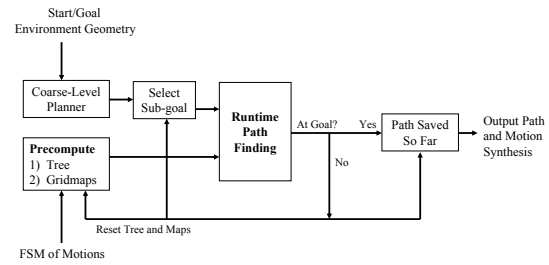 Start/Goal
Environment Geometry
Coarse-Level
Planner
Select
Sub-goal
Runtime
Path
Finding
At Goal?
Yes
Path Saved
So Far
Output Path
and Motion
Synthesis
Precompute
1) Tree
2) Gridmaps
No
Reset Tree and Maps
FSM of Motions